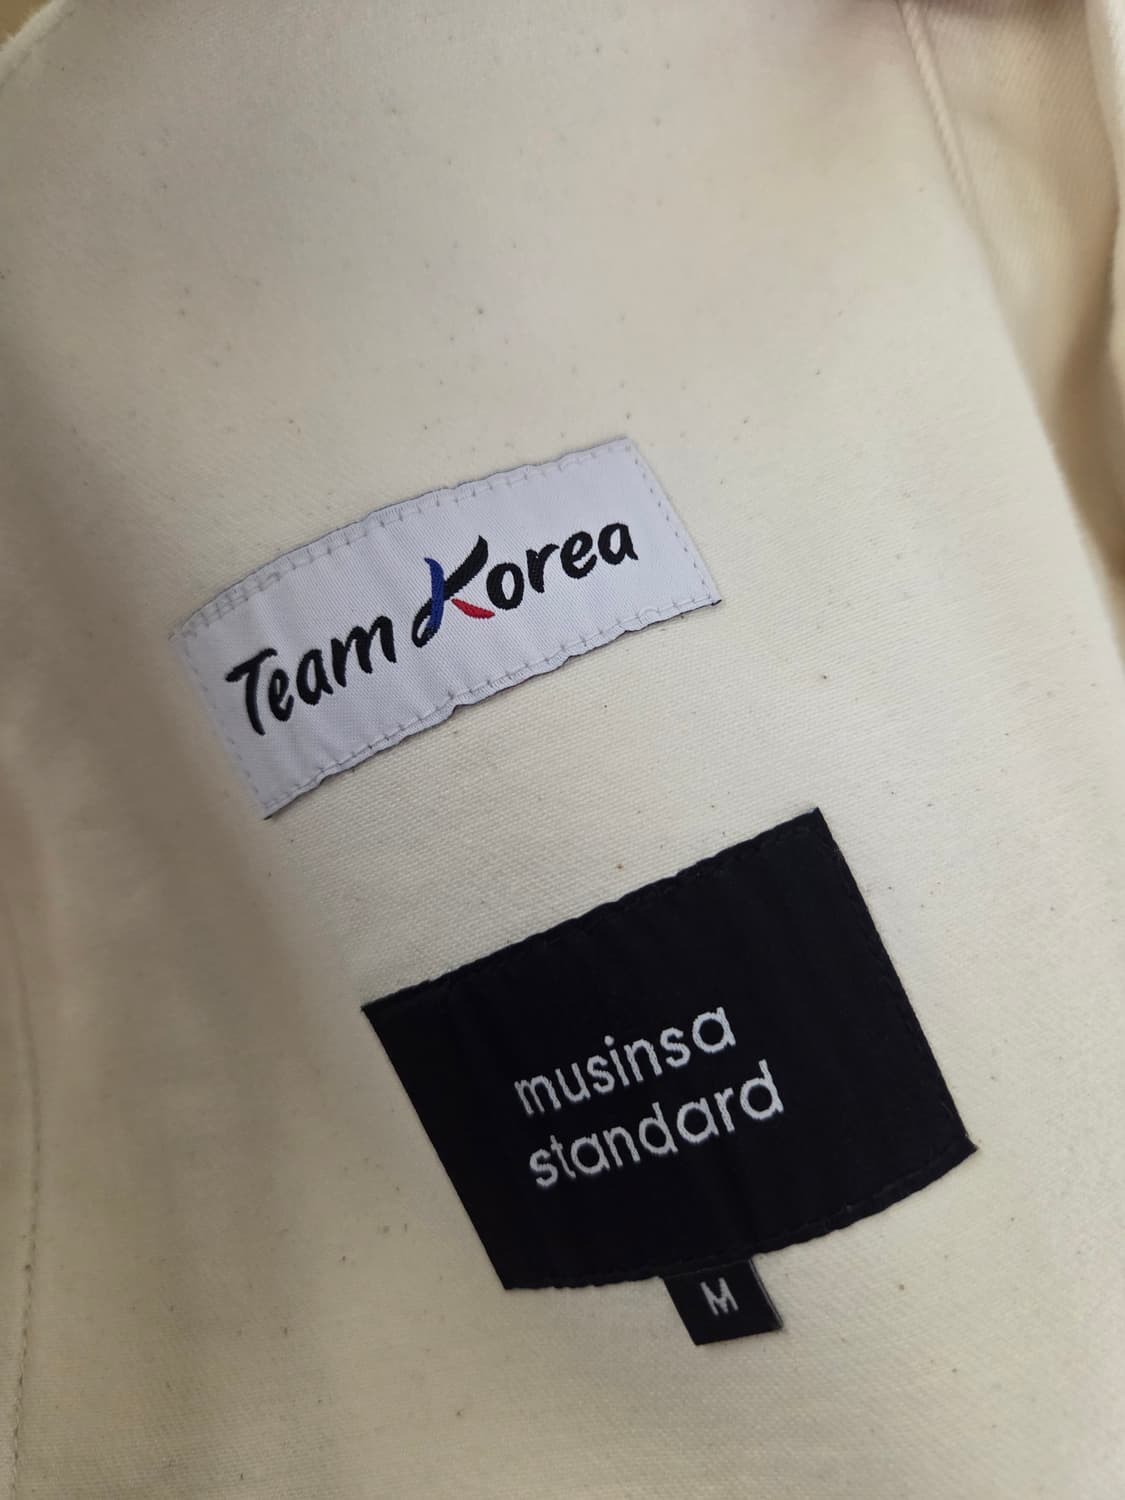 Team Korea
musinsa
standard
M